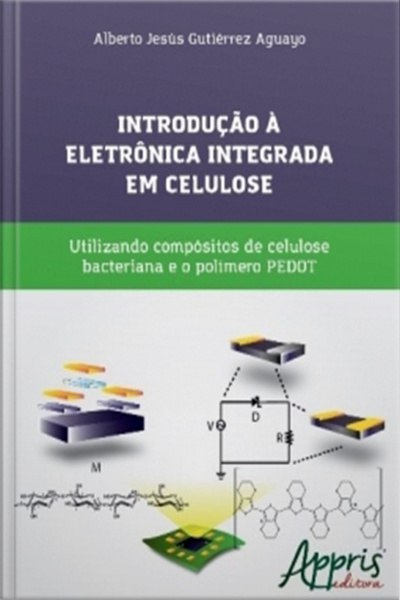 Alberto Jesús Gutiérrez Aguayo
INTRODUÇÃO À
ELETRÔNICA INTEGRADA
EM CELULOSE
Utilizando compósitos de celulose
bacteriana e o polímero PEDOT
V
D
R
M
Appris
editora